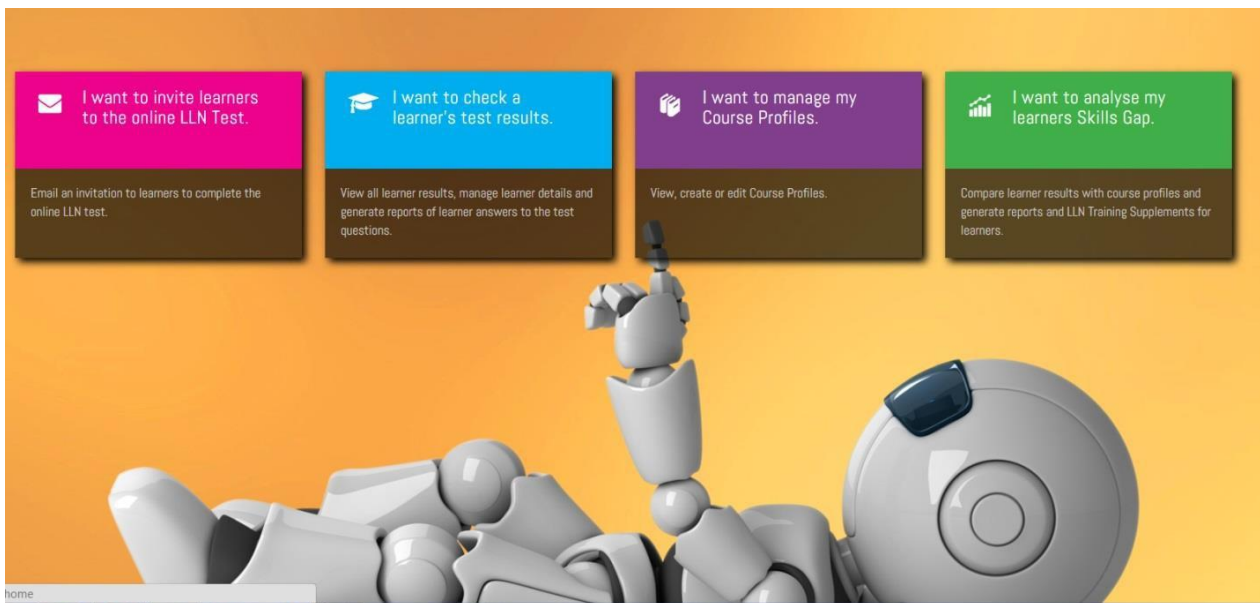 I want to invite learners
to the online LLN Test.
Email an invitation to learners to complete the
online LLN test.
I want to check a
learner's test results.
View all learner results, manage learner details and
generate reports of learner answers to the test
questions.
I want to manage my
Course Profiles.
View, create or edit Course Profiles.
I want to analyse my
learners Skills Gap.
Compare learner results with course profiles and
generate reports and LLN Training Supplements for
learners.
home